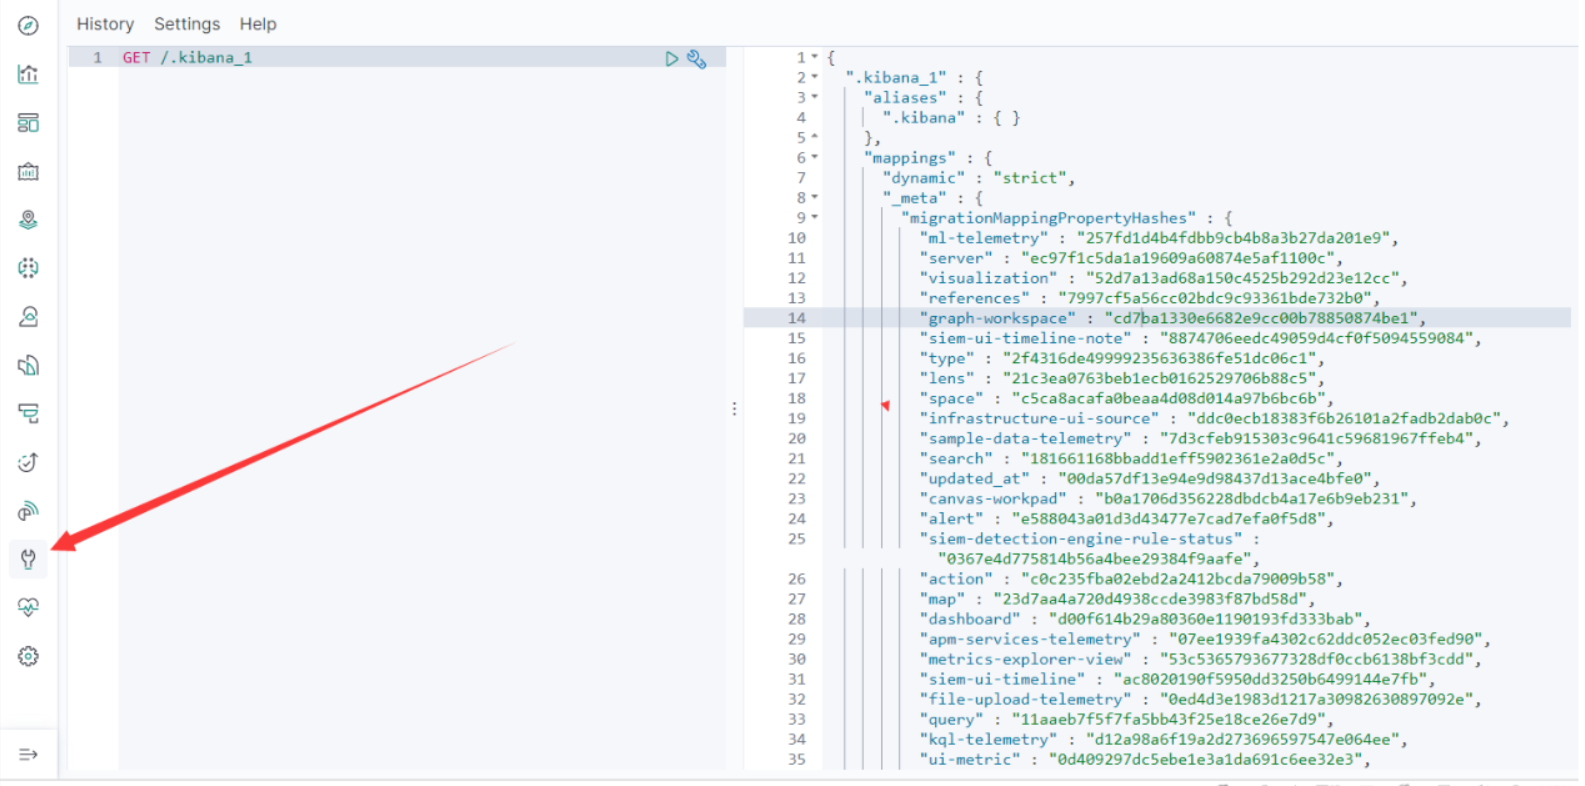 History Settings Help
1 GET /.kibana_1
1 {
2 ".kibana_1" : {
3 "aliases" : {
4 ".kibana" : { }
5 },
6 "mappings" : {
7 "dynamic" : "strict",
8 "_meta" : {
9 "migrationMappingPropertyHashes" : {
10 "ml-telemetry" : "257fd1d4b4fdbb9cb4b8a3b27da201e9",
11 "server" : "ec97f1c5da1a19609a60874e5af1100c",
12 "visualization" : "52d7a13ad68a150c4525b292d23e12cc",
13 "references" : "7997cf5a56cc02bdc9c93361bde732b0",
14 "graph-workspace" : "cd7ba1330e6682e9cc00b78850874be1",
15 "siem-ui-timeline-note" : "8874706eedc49059d4cf0f5094559084",
16 "type" : "2f4316de49999235636386fe51dc06c1",
17 "lens" : "21c3ea0763beb1ecb0162529706b88c5",
18 "space" : "c5ca8acafa0beaa4d08d014a97b6bc6b",
19 "infrastructure-ui-source" : "ddc0ecb18383f6b26101a2fadb2dab0c",
20 "sample-data-telemetry" : "7d3cfeb915303c9641c59681967ffeb4",
21 "search" : "181661168bbadd1eff5902361e2a0d5c",
22 "updated_at" : "00da57df13e94e9d98437d13ace4bfe0",
23 "canvas-workpad" : "b0a1706d356228dbdcb4a17e6b9eb231",
24 "alert" : "e588043a01d3d43477e7cad7efa0f5d8",
25 "siem-detection-engine-rule-status" :
"0367e4d775814b56a4bee29384f9aafe",
26 "action" : "c0c235fba02ebd2a2412bcda79009b58",
27 "map" : "23d7aa4a720d4938ccde3983f87bd58d",
28 "dashboard" : "d00f614b29a80360e1190193fd333bab",
29 "apm-services-telemetry" : "07ee1939fa4302c62ddc052ec03fed90",
30 "metrics-explorer-view" : "53c5365793677328df0ccb6138bf3cdd",
31 "siem-ui-timeline" : "ac8020190f5950dd3250b6499144e7fb",
32 "file-upload-telemetry" : "0ed4d3e1983d1217a30982630897092e",
33 "query" : "11aaeb7f5f7fa5bb43f25e18ce26e7d9",
34 "kql-telemetry" : "d12a98a6f19a2d273696597547e064ee",
35 "ui-metric" : "0d409297dc5ebe1e3a1da691c6ee32e3",